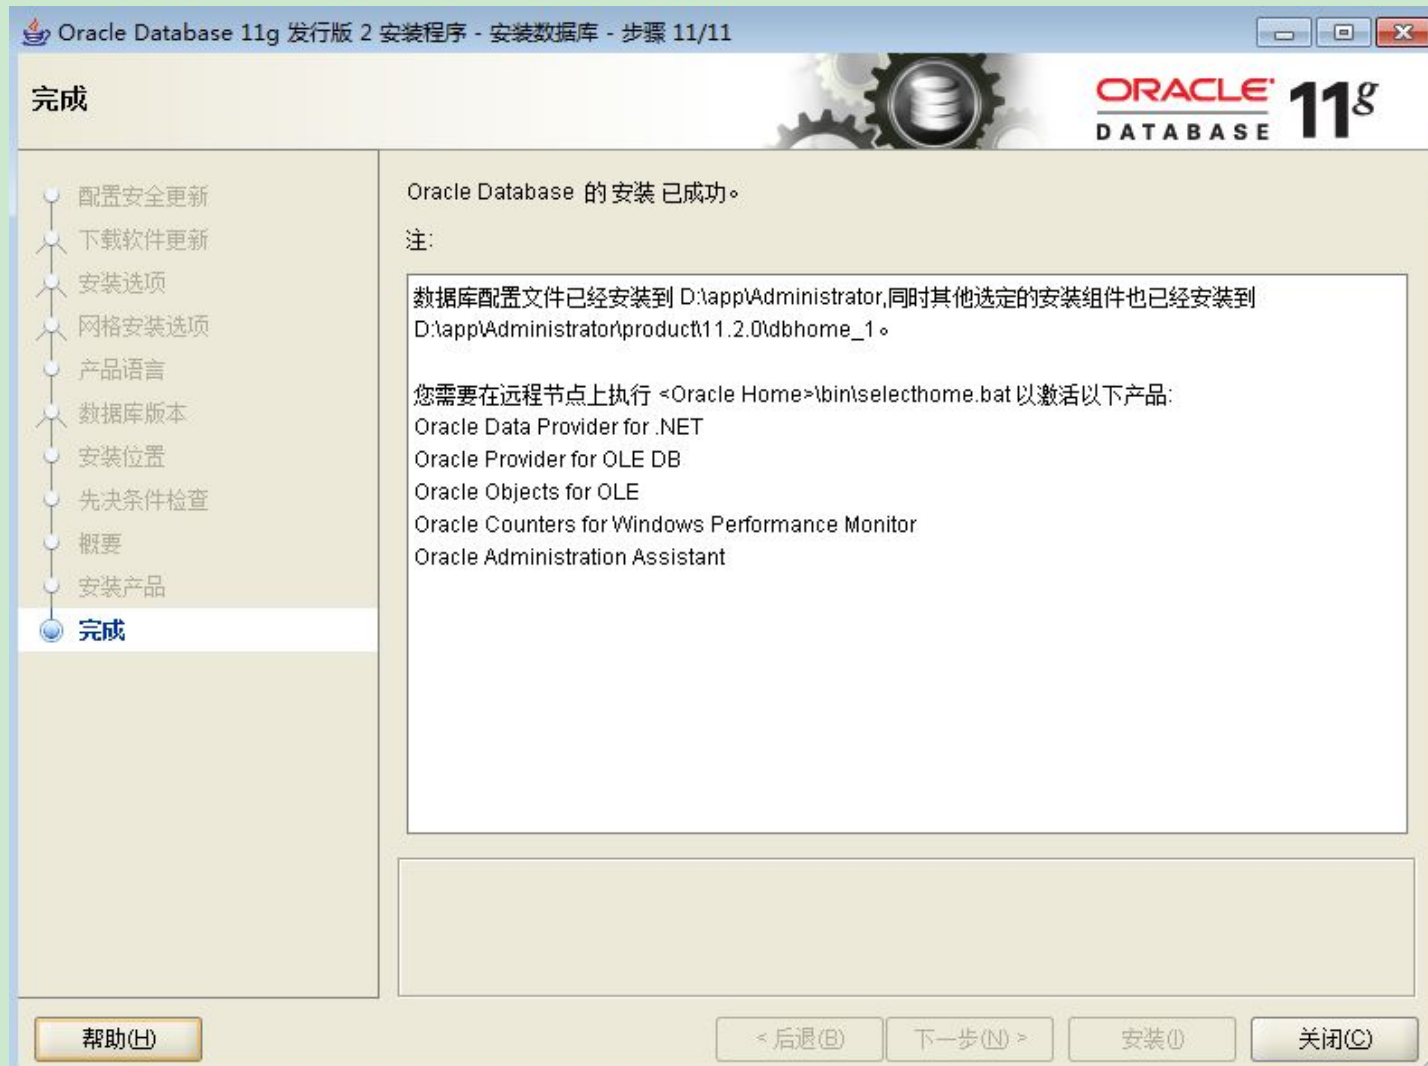 Oracle Database 11g 发行版 2 安装程序 - 安装数据库 - 步骤 11/11
完成
ORACLE
DATABASE
11g
配置安全更新
下载软件更新
安装选项
网格安装选项
产品语言
数据库版本
安装位置
先决条件检查
概要
安装产品
完成
Oracle Database 的 安装 已成功。
注:
数据库配置文件已经安装到 D:\app\Administrator,同时其他选定的安装组件也已经安装到
D:\app\Administrator\product\11.2.0\dbhome_1。
您需要在远程节点上执行 <Oracle Home>\bin\selecthome.bat 以激活以下产品:
Oracle Data Provider for .NET
Oracle Provider for OLE DB
Oracle Objects for OLE
Oracle Counters for Windows Performance Monitor
Oracle Administration Assistant
帮助(H)
< 后退(B)
下一步(N) >
安装(I)
关闭(C)